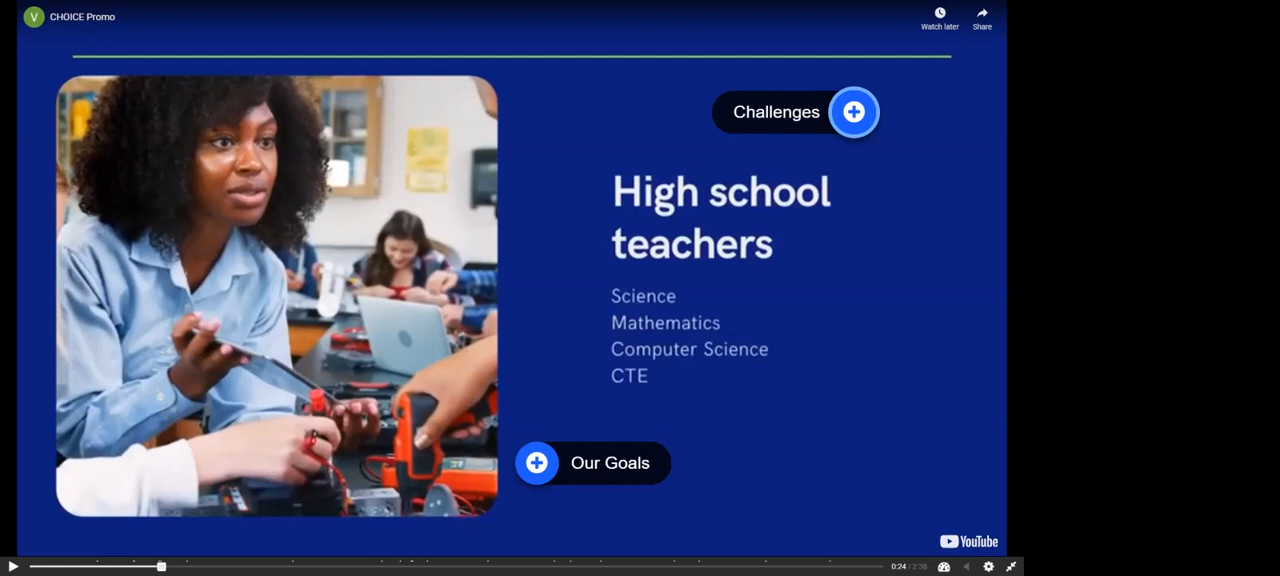 V CHOICE Promo
Watch later
Share
Challenges
High school
teachers
Science
Mathematics
Computer Science
CTE
Our Goals
YouTube
0:24 / 2:36